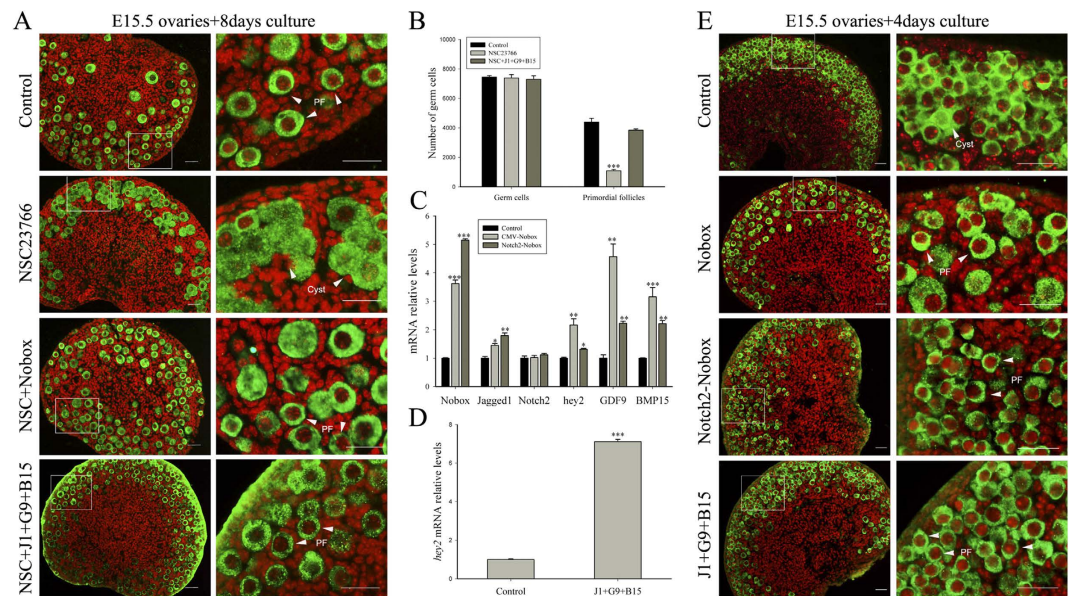 A
E15.5 ovaries+8days culture
Control
PF
NSC23766
Cyst
NSC+Nobox
PF
NSC+J1+G9+B15
PF
B
Number of germ cells
10000
8000
6000
4000
2000
0
Control
NSC23766
NSC+J1+G9+B15
***
Germ cells
Primordial follicles
C
mRNA relative levels
6
5
4
3
2
1
0
Control
CMV-Nobox
Notch2-Nobox
***
***
*
**
**
*
**
**
***
**
Nobox
Jagged1
Notch2
hey2
GDF9
BMP15
D
hey2 mRNA relative levels
8
6
4
2
0
***
Control
J1+G9+B15
E
E15.5 ovaries+4days culture
Control
Cyst
Nobox
PF
Notch2-Nobox
PF
J1+G9+B15
PF